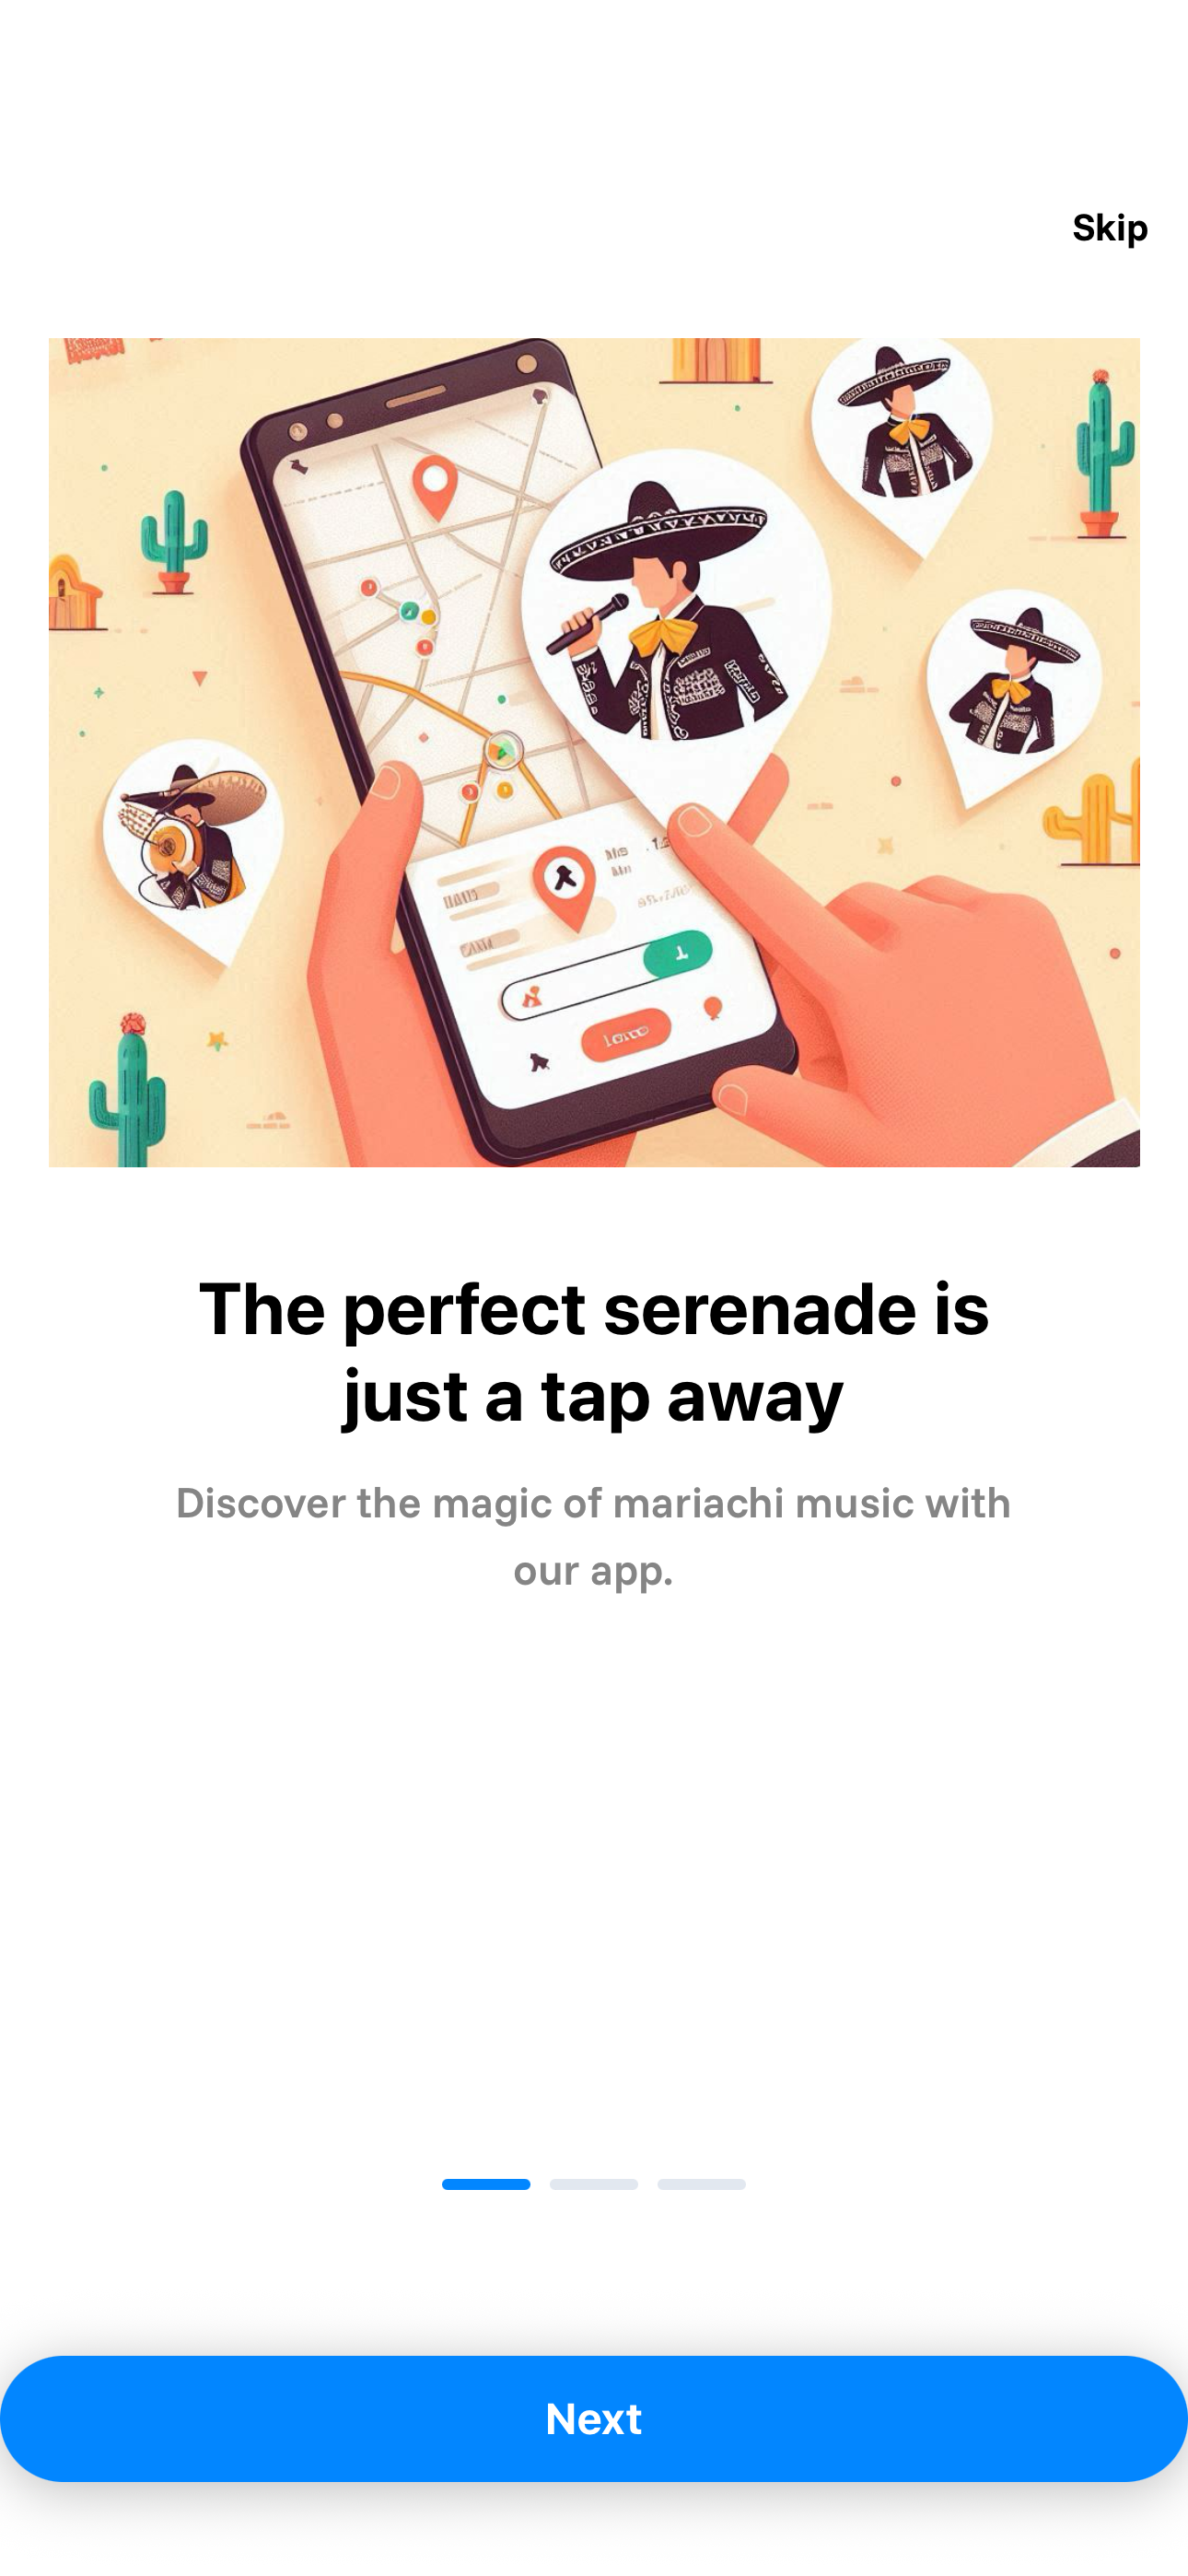 Skip
The perfect serenade is
just a tap away
Discover the magic of mariachi music with
our app.
Next